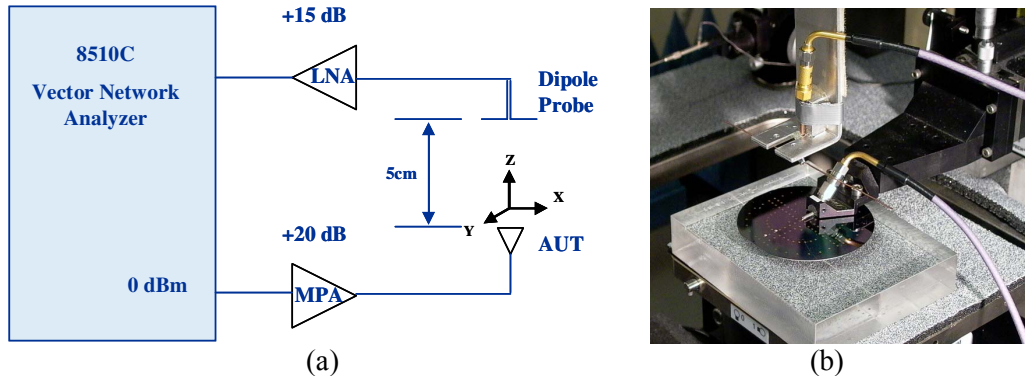 +15 dB
8510C
Vector Network
Analyzer
LNA
Dipole
Probe
5cm
Z
X
Y
+20 dB
AUT
0 dBm
MPA
(a)
(b)